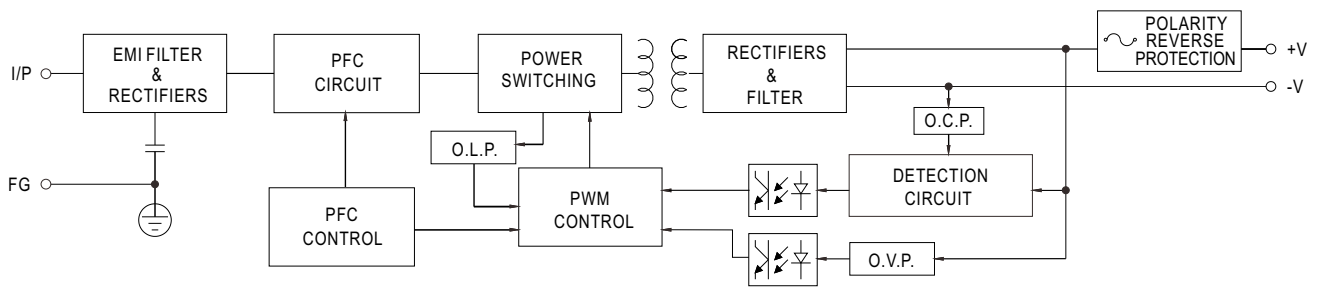 I/P
EMI FILTER
&
RECTIFIERS
PFC
CIRCUIT
POWER
SWITCHING
RECTIFIERS
&
FILTER
POLARITY
REVERSE
PROTECTION
+V
-V
O.C.P.
O.L.P.
DETECTION
CIRCUIT
FG
PFC
CONTROL
PWM
CONTROL
O.V.P.